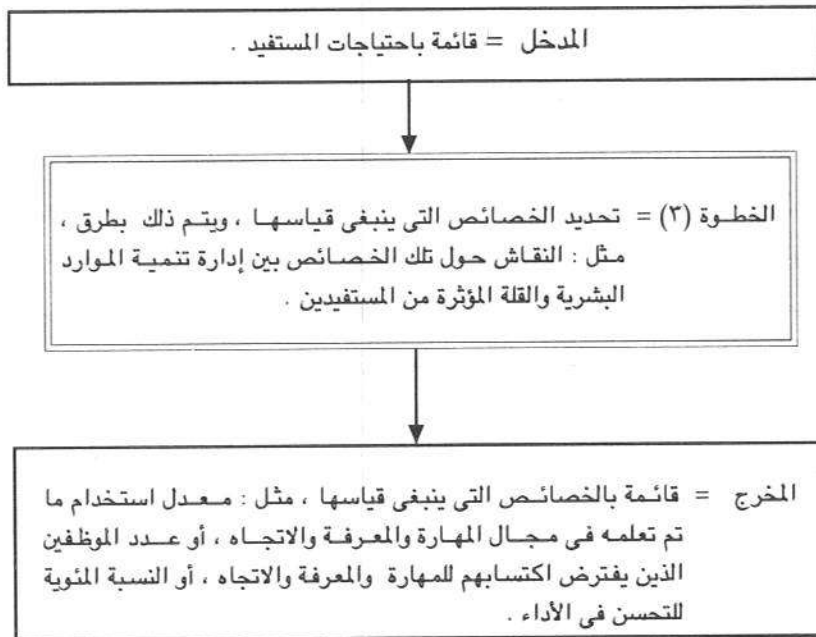 المدخل = قائمة باحتياجات المستفيد .
الخطوة (٣) = تحديد الخصائص التى ينبغى قياسها ، ويتم ذلك بطرق ،
مثل : النقاش حول تلك الخصائص بين إدارة تنمية الموارد
البشرية والقلة المؤثرة من المستفيدين .
المخرج = قائمة بالخصائص التى ينبغى قياسها ، مثل : معدل استخدام ما
تم تعلمه فى مجال المهارة والمعرفة والاتجاه ، أو عدد الموظفين
الذين يفترض اكتسابهم للمهارة والمعرفة والاتجاه ، أو النسبة المئوية
للتحسن فى الأداء .